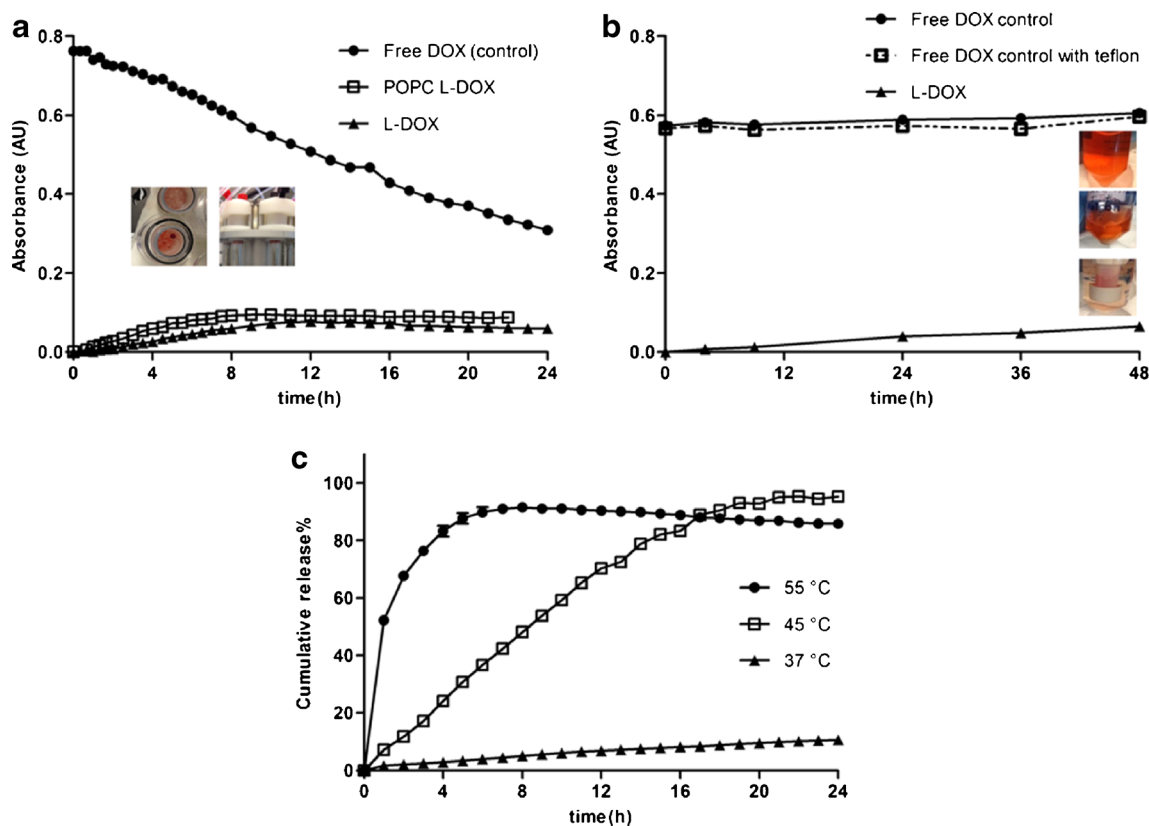 a
Free DOX (control)
POPC L-DOX
L-DOX
Absorbance (AU)
0.8
0.6
0.4
0.2
0.0
0 4 8 12 16 20 24
time(h)
b
Free DOX control
Free DOX control with teflon
L-DOX
Absorbance (AU)
0.8
0.6
0.4
0.2
0.0
0 12 24 36 48
time(h)
c
55 °C
45 °C
37 °C
Cumulative release%
100
80
60
40
20
0
0 4 8 12 16 20 24
time(h)